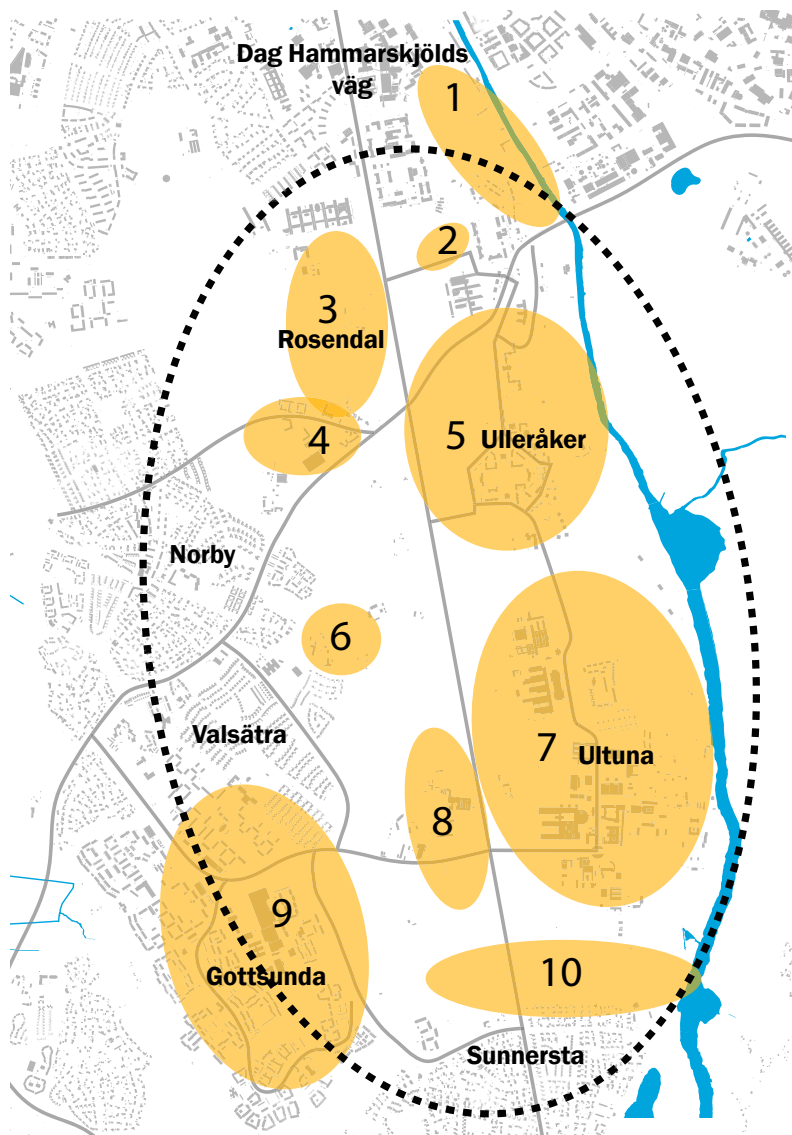 Dag Hammarskjölds
väg
1
2
3
Rosendal
4
5 Ulleråker
Norby
6
Valsätra
7 Ultuna
8
9
Gottsunda
10
Sunnersta